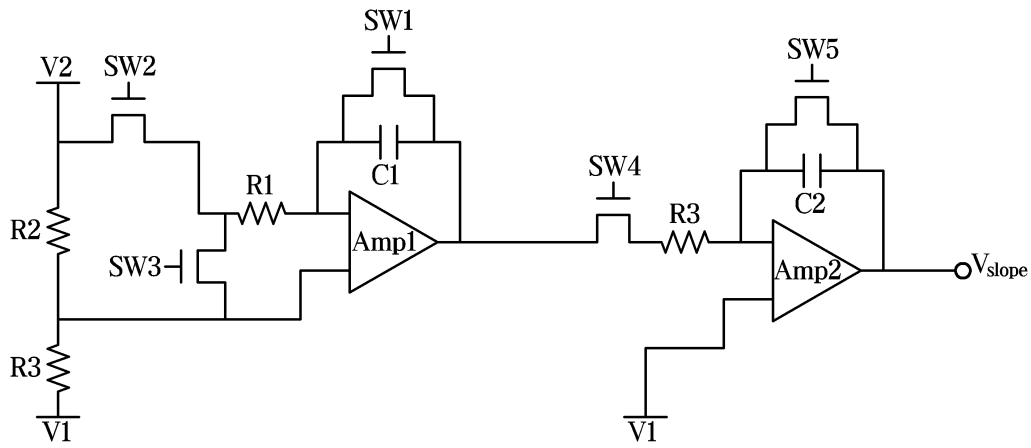 SW1
V2
SW2
SW5
C1
SW4
R1
R3
C2
R2
Amp1
SW3
Amp2
Vslope
R3
V1
V1